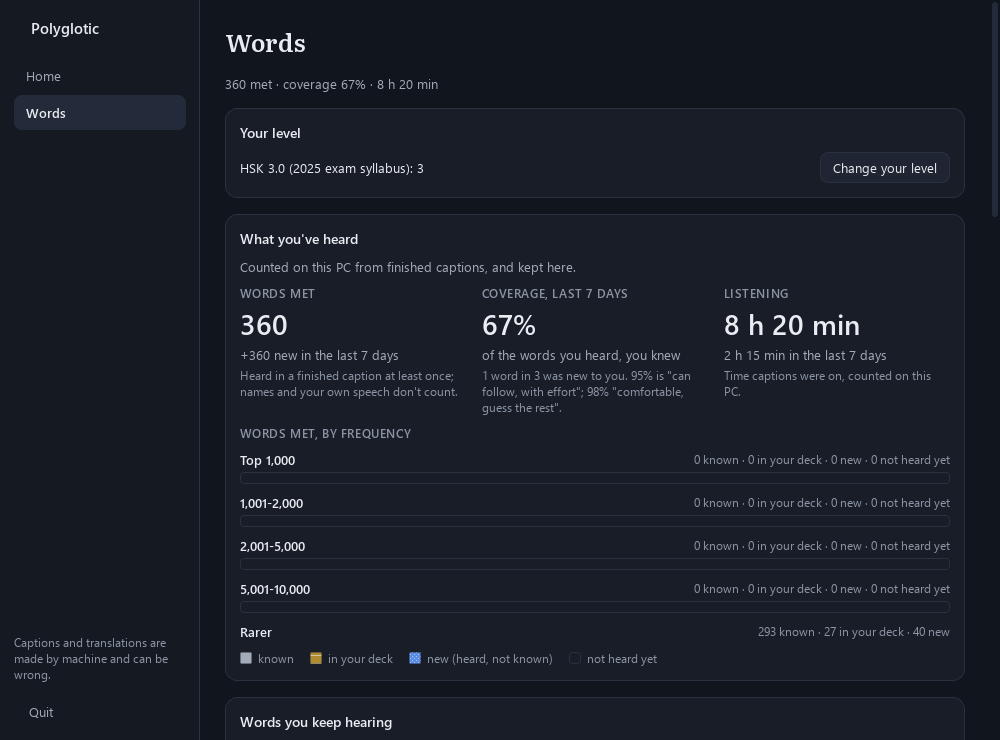 Polyglotic
Home
Words
Captions and translations are
made by machine and can be
wrong.
Quit
Words
360 met · coverage 67% · 8 h 20 min
Your level
HSK 3.0 (2025 exam syllabus): 3
Change your level
What you've heard
Counted on this PC from finished captions, and kept here.
WORDS MET
360
+360 new in the last 7 days
Heard in a finished caption at least once;
names and your own speech don't count.
COVERAGE, LAST 7 DAYS
67%
of the words you heard, you knew
1 word in 3 was new to you. 95% is "can
follow, with effort"; 98% "comfortable,
guess the rest".
LISTENING
8 h 20 min
2 h 15 min in the last 7 days
Time captions were on, counted on this
PC.
WORDS MET, BY FREQUENCY
Top 1,000 0 known · 0 in your deck · 0 new · 0 not heard yet
1,001-2,000 0 known · 0 in your deck · 0 new · 0 not heard yet
2,001-5,000 0 known · 0 in your deck · 0 new · 0 not heard yet
5,001-10,000 0 known · 0 in your deck · 0 new · 0 not heard yet
Rarer 293 known · 27 in your deck · 40 new
known in your deck new (heard, not known) not heard yet
Words you keep hearing